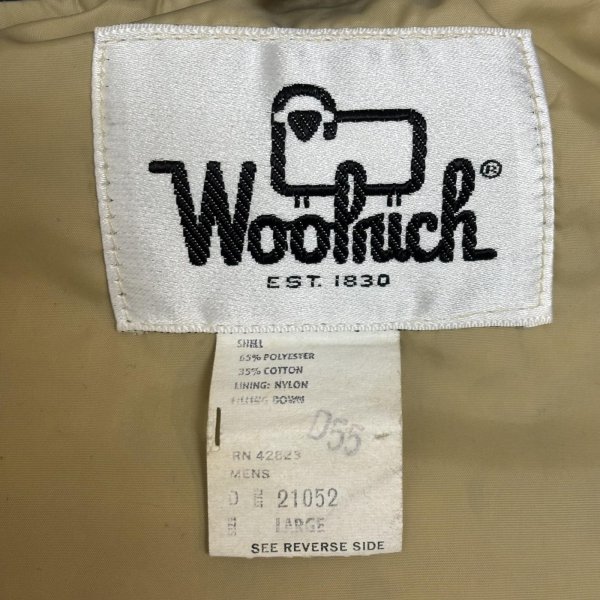 Woolrich®
EST. 1830
SHELL
65% POLYESTER
35% COTTON
LINING: NYLON
FILLING DOWN
D55
RN 42823
MENS
D 21052
SIZE LARGE
SEE REVERSE SIDE